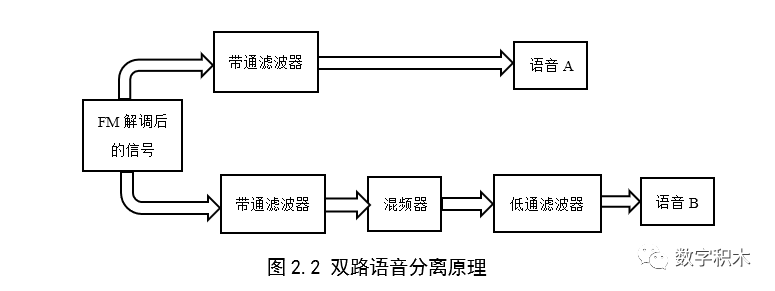 带通滤波器
语音 A
FM 解调后
的信号
带通滤波器
混频器
低通滤波器
语音 B
图 2.2 双路语音分离原理
数字积木